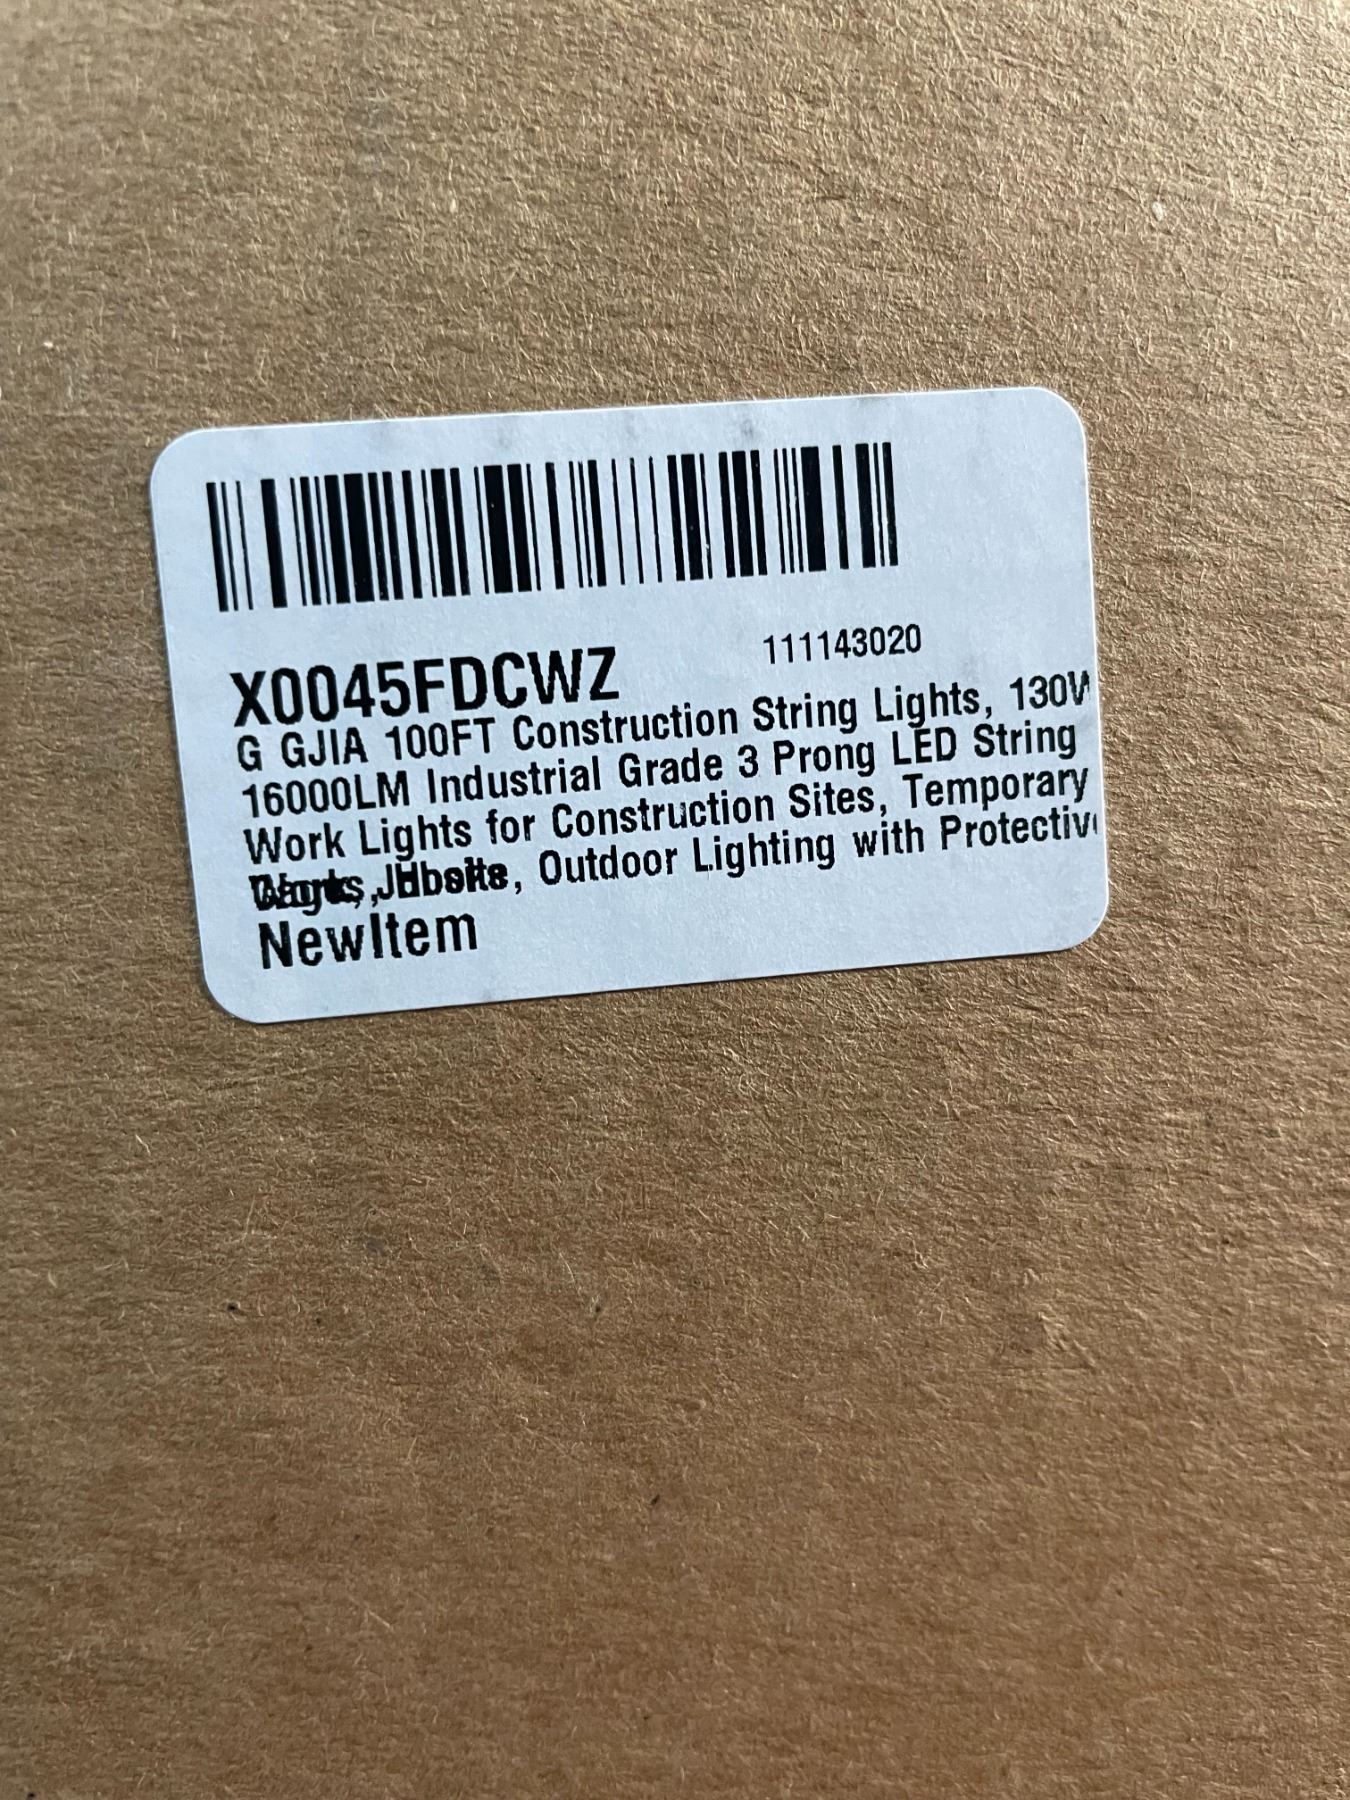 X0045FDCWZ 111143020
G GJIA 100FT Construction String Lights, 130W
16000LM Industrial Grade 3 Prong LED String
Work Lights for Construction Sites, Temporary
Outdoor Lighting with Protectiv
NewItem